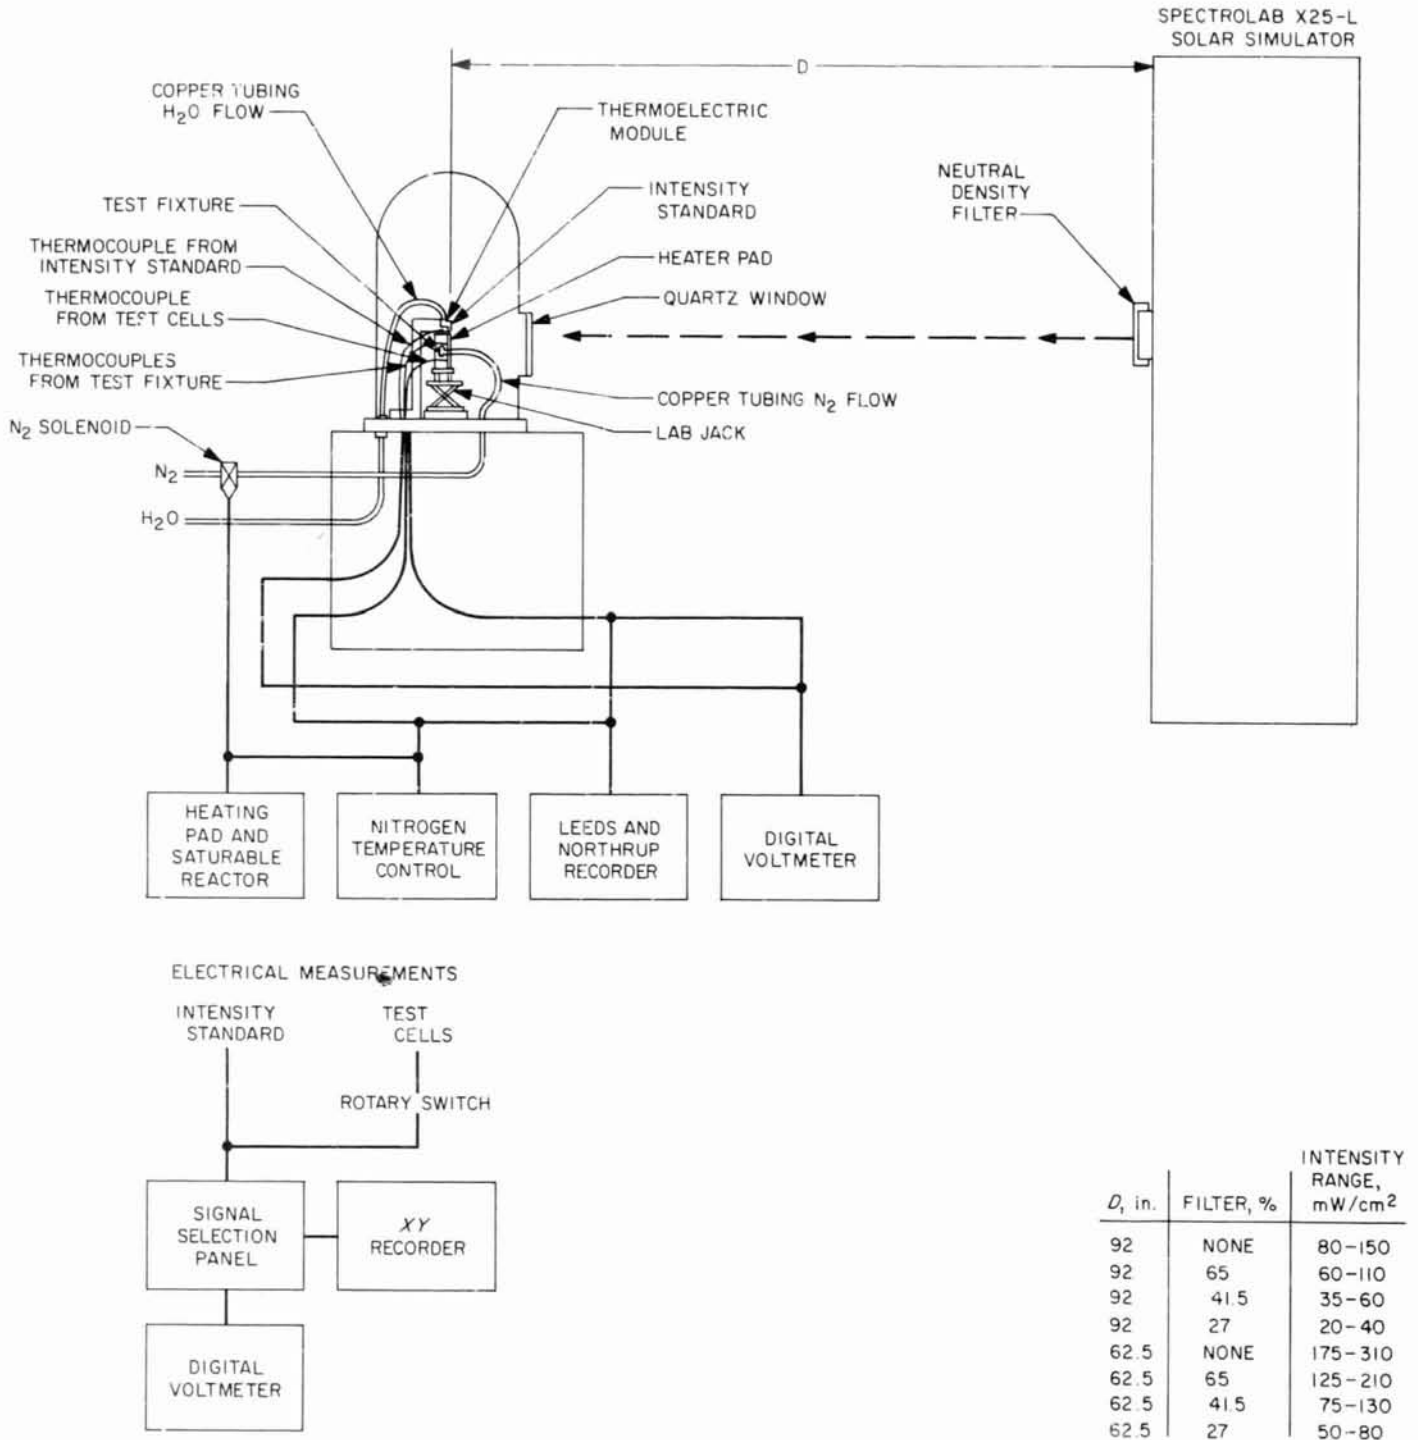 SPECTROLAB X25-L
SOLAR SIMULATOR
D
COPPER TUBING
H₂O FLOW
THERMOELECTRIC
MODULE
NEUTRAL
DENSITY
FILTER
INTENSITY
STANDARD
TEST FIXTURE
THERMOCOUPLE FROM
INTENSITY STANDARD
HEATER PAD
THERMOCOUPLE
FROM TEST CELLS
QUARTZ WINDOW
THERMOCOUPLES
FROM TEST FIXTURE
COPPER TUBING N₂ FLOW
N₂ SOLENOID
LAB JACK
N₂
H₂O
HEATING
PAD AND
SATURABLE
REACTOR
NITROGEN
TEMPERATURE
CONTROL
LEEDS AND
NORTHRUP
RECORDER
DIGITAL
VOLTMETER
ELECTRICAL MEASUREMENTS
INTENSITY
STANDARD
TEST
CELLS
ROTARY SWITCH
SIGNAL
SELECTION
PANEL
XY
RECORDER
DIGITAL
VOLTMETER
D, in. FILTER, % INTENSITY RANGE, mW/cm²
92 NONE 80-150
92 65 60-110
92 41.5 35-60
92 27 20-40
62.5 NONE 175-310
62.5 65 125-210
62.5 41.5 75-130
62.5 27 50-80